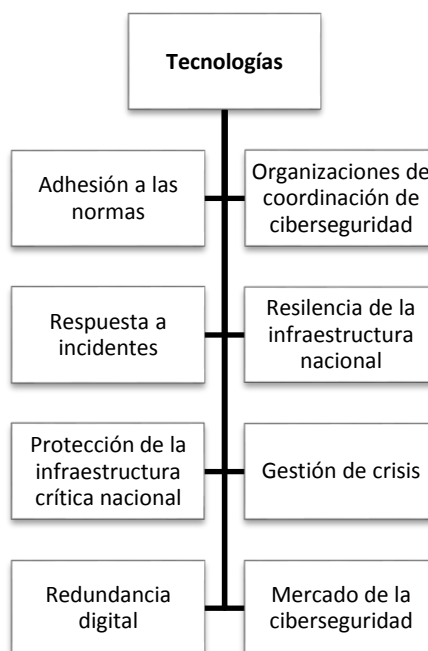 Tecnologías
Adhesión a las
normas
Organizaciones de
coordinación de
ciberseguridad
Respuesta a
incidentes
Resilencia de la
infraestructura
nacional
Protección de la
infraestructura
crítica nacional
Gestión de crisis
Redundancia
digital
Mercado de la
ciberseguridad